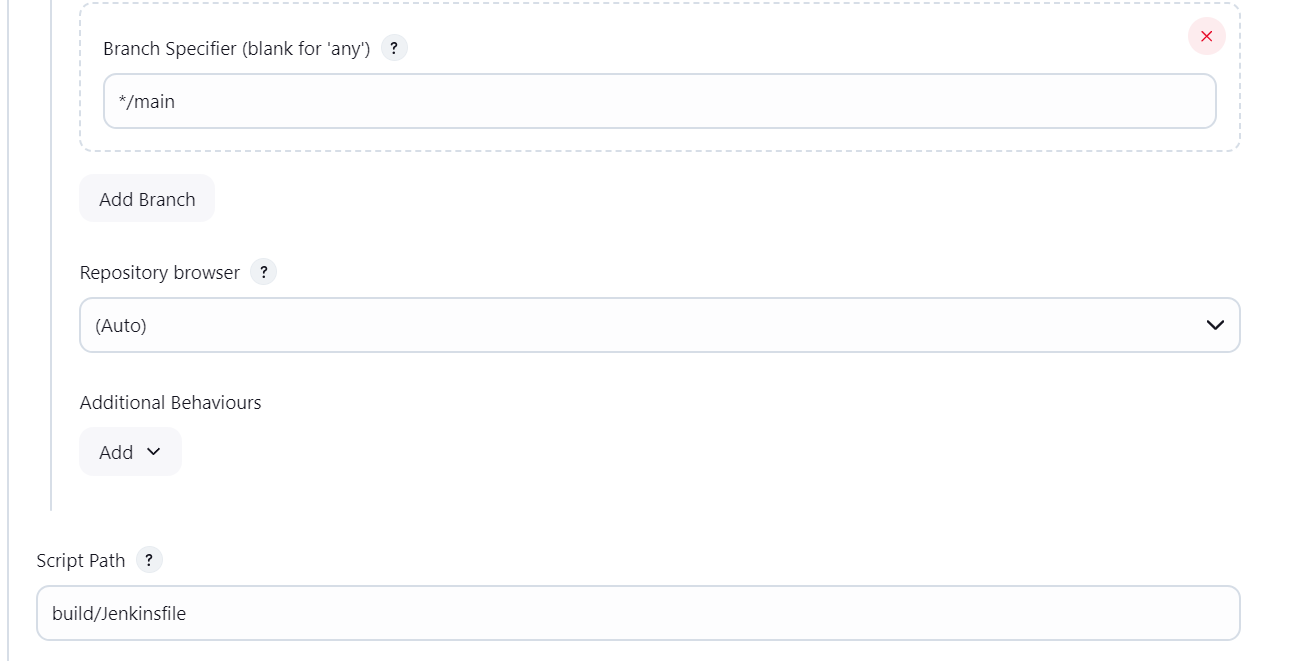 Branch Specifier (blank for 'any') ?
*/main
Add Branch
Repository browser ?
(Auto)
Additional Behaviours
Add
Script Path ?
build/Jenkinsfile